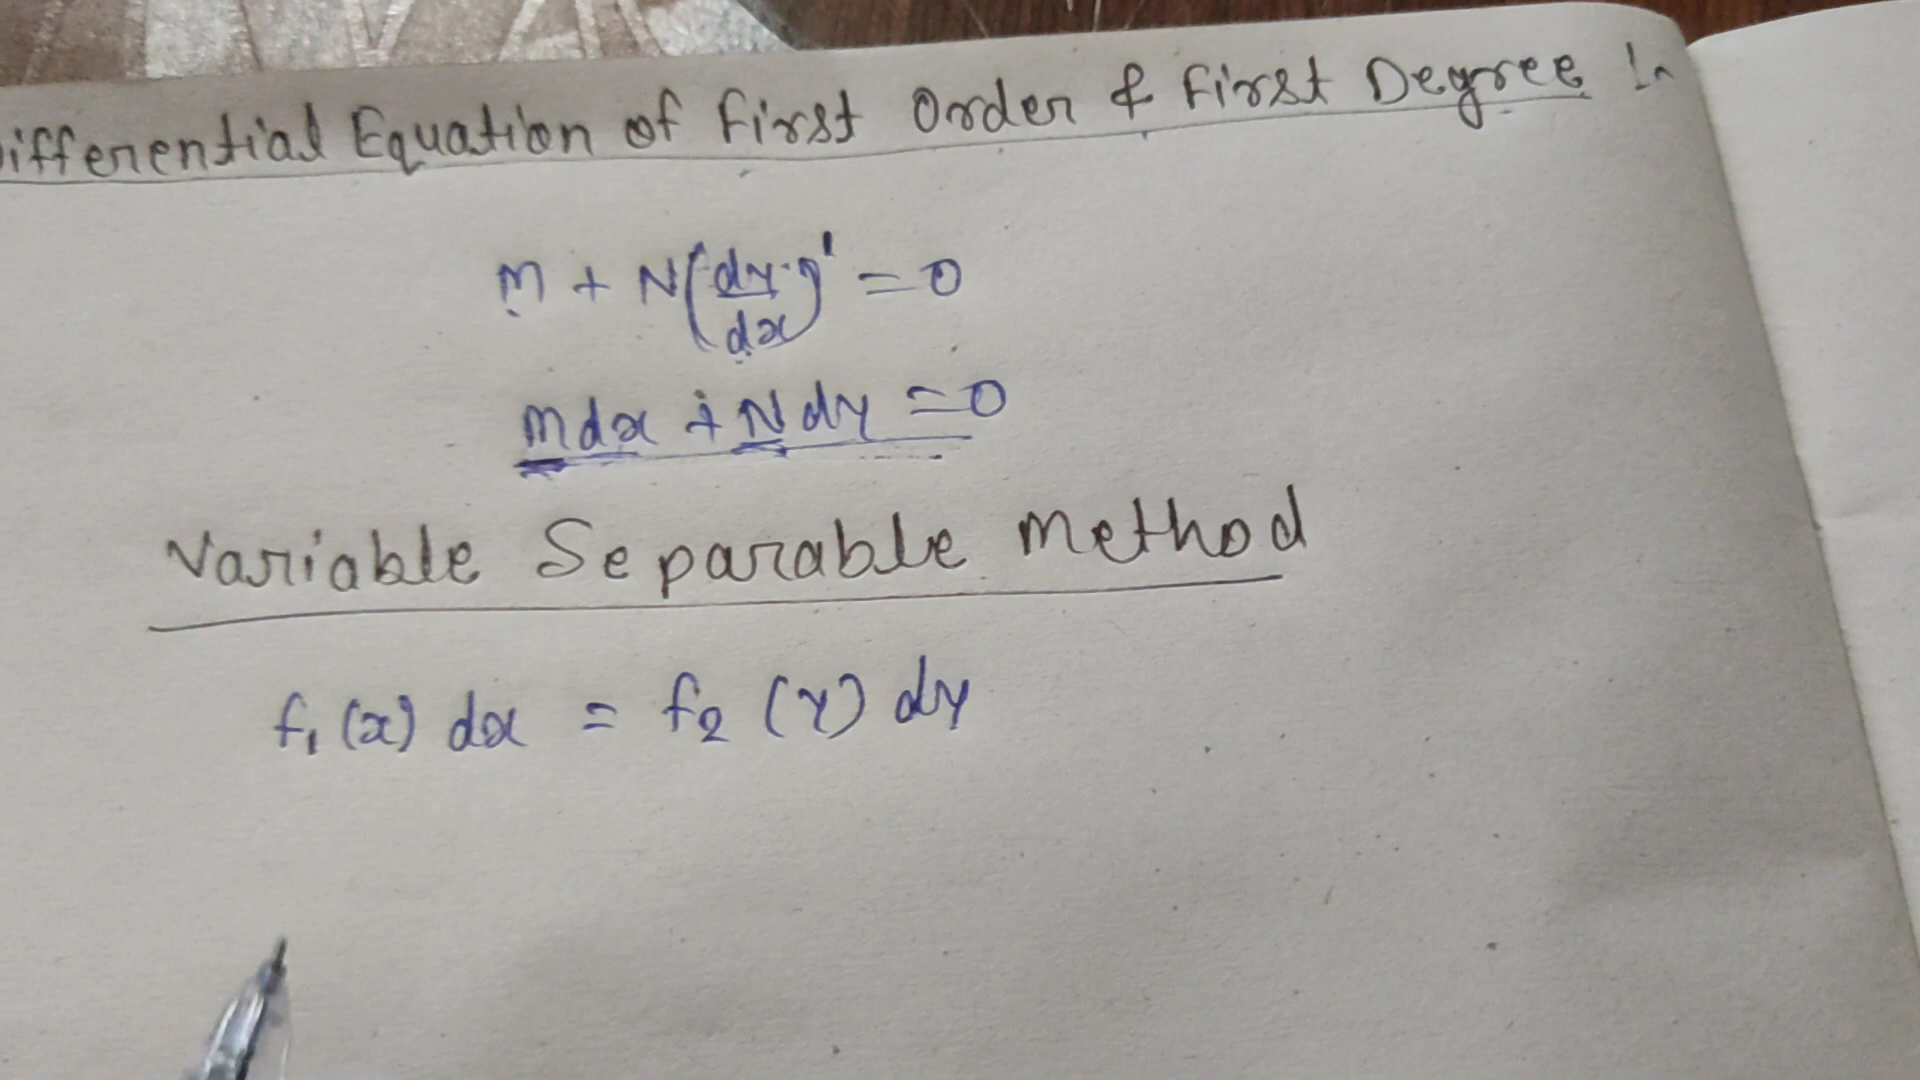 Differential Equation of First Order & First Degree :-
M + N(dy/dx)¹ = 0
Mdx + Ndy = 0
Variable Separable Method
f₁(x) dx = f₂ (y) dy